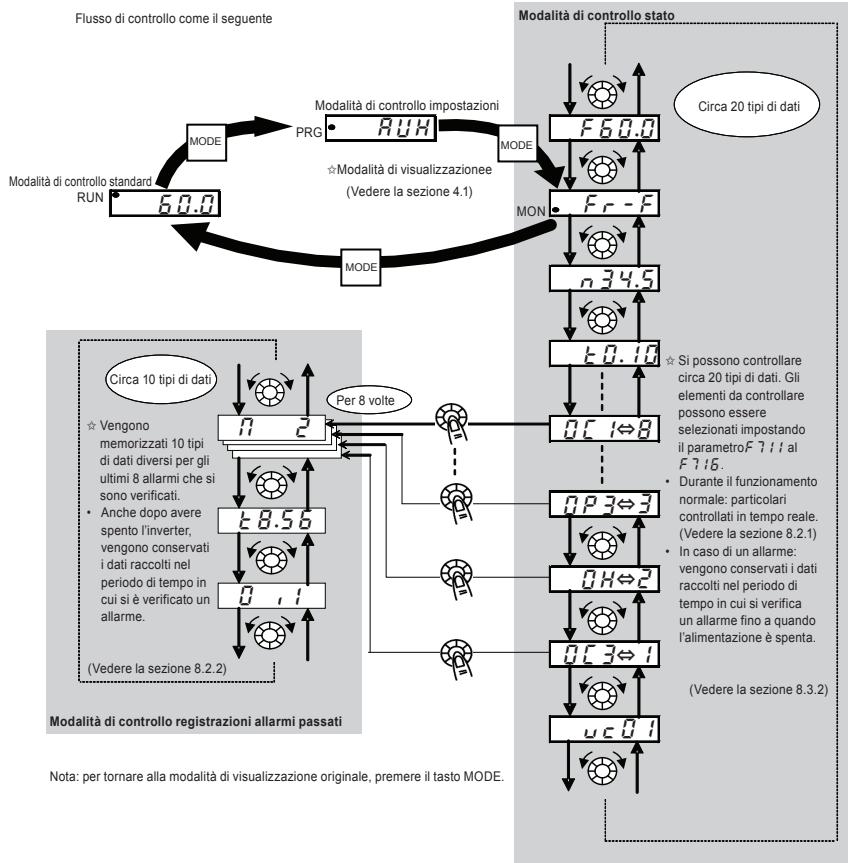 Flusso di controllo come il seguente
Modalità di controllo stato
Circa 20 tipi di dati
Modalità di controllo impostazioni
PRG
AUH
MODE
MODE
☆Modalità di visualizzazionee
(Vedere la sezione 4.1)
Modalità di controllo standard
RUN
60.0
MODE
F60.0
MON
Fr-F
n34.5
t0.10
☆ Si possono controllare
circa 20 tipi di dati. Gli
elementi da controllare
possono essere
selezionati impostando
il parametroF711 al
F716.
• Durante il funzionamento
normale: particolari
controllati in tempo reale.
(Vedere la sezione 8.2.1)
• In caso di un allarme:
vengono conservati i dati
raccolti nel periodo di
tempo in cui si verifica
un allarme fino a quando
l'alimentazione è spenta.
(Vedere la sezione 8.3.2)
OC1⇔8
OP3⇔3
OH⇔2
OC3⇔1
uc01
Circa 10 tipi di dati
Per 8 volte
☆ Vengono
memorizzati 10 tipi
di dati diversi per gli
ultimi 8 allarmi che si
sono verificati.
• Anche dopo avere
spento l'inverter,
vengono conservati
i dati raccolti nel
periodo di tempo in
cui si è verificato un
allarme.
(Vedere la sezione 8.2.2)
n 2
t8.56
0 ,1
Modalità di controllo registrazioni allarmi passati
Nota: per tornare alla modalità di visualizzazione originale, premere il tasto MODE.